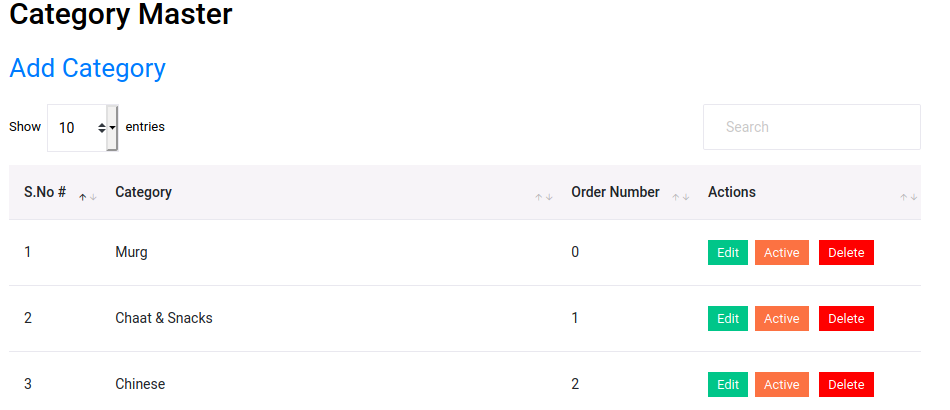 Category Master
Add Category
Show 10 entries Search
S.No # Category Order Number Actions
1 Murg 0 Edit Active Delete
2 Chaat & Snacks 1 Edit Active Delete
3 Chinese 2 Edit Active Delete